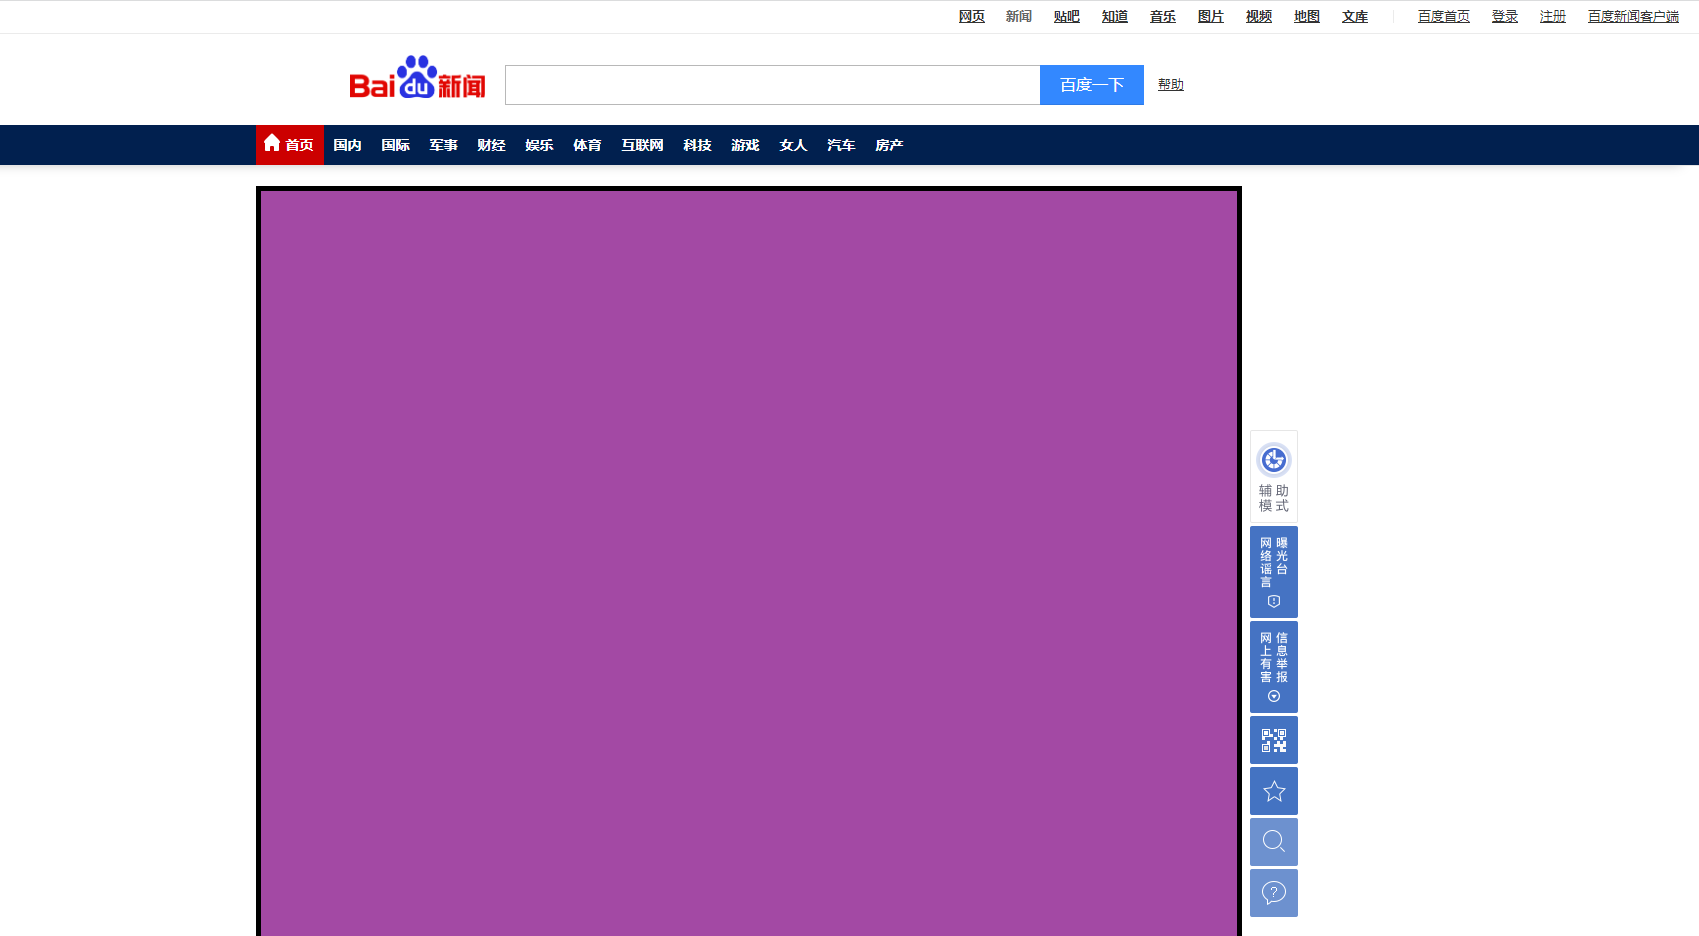 网页 新闻 贴吧 知道 音乐 图片 视频 地图 文库 百度首页 登录 注册 百度新闻客户端
Bai du 新闻 百度一下 帮助
首页 国内 国际 军事 财经 娱乐 体育 互联网 科技 游戏 女人 汽车 房产
辅助
模式
网络谣言
曝光台
网上有害
信息举报